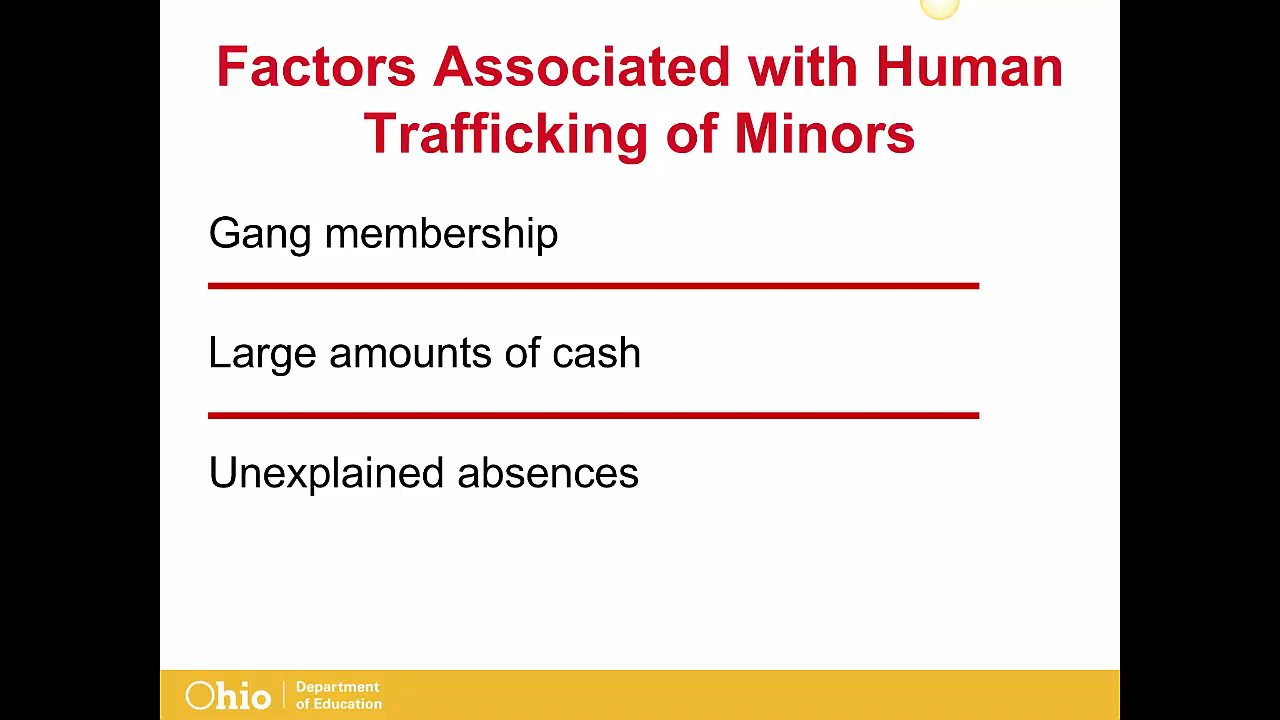 Factors Associated with Human
Trafficking of Minors
Gang membership
Large amounts of cash
Unexplained absences
Ohio
Department
of Education